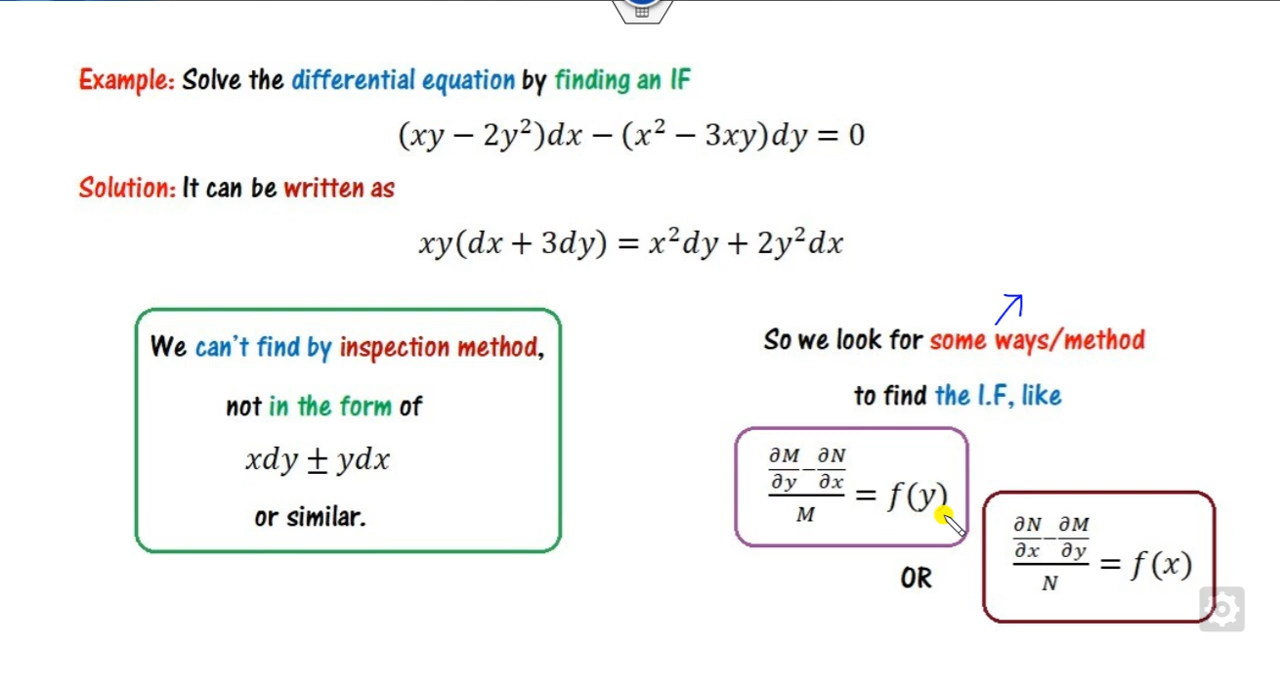 Example: Solve the differential equation by finding an IF
(xy − 2y²)dx − (x² − 3xy)dy = 0
Solution: It can be written as
xy(dx + 3dy) = x²dy + 2y²dx
We can't find by inspection method,
not in the form of
xdy ± ydx
or similar.
So we look for some ways/method
to find the I.F, like
(∂M/∂y − ∂N/∂x)/M = f(y)
OR
(∂N/∂x − ∂M/∂y)/N = f(x)